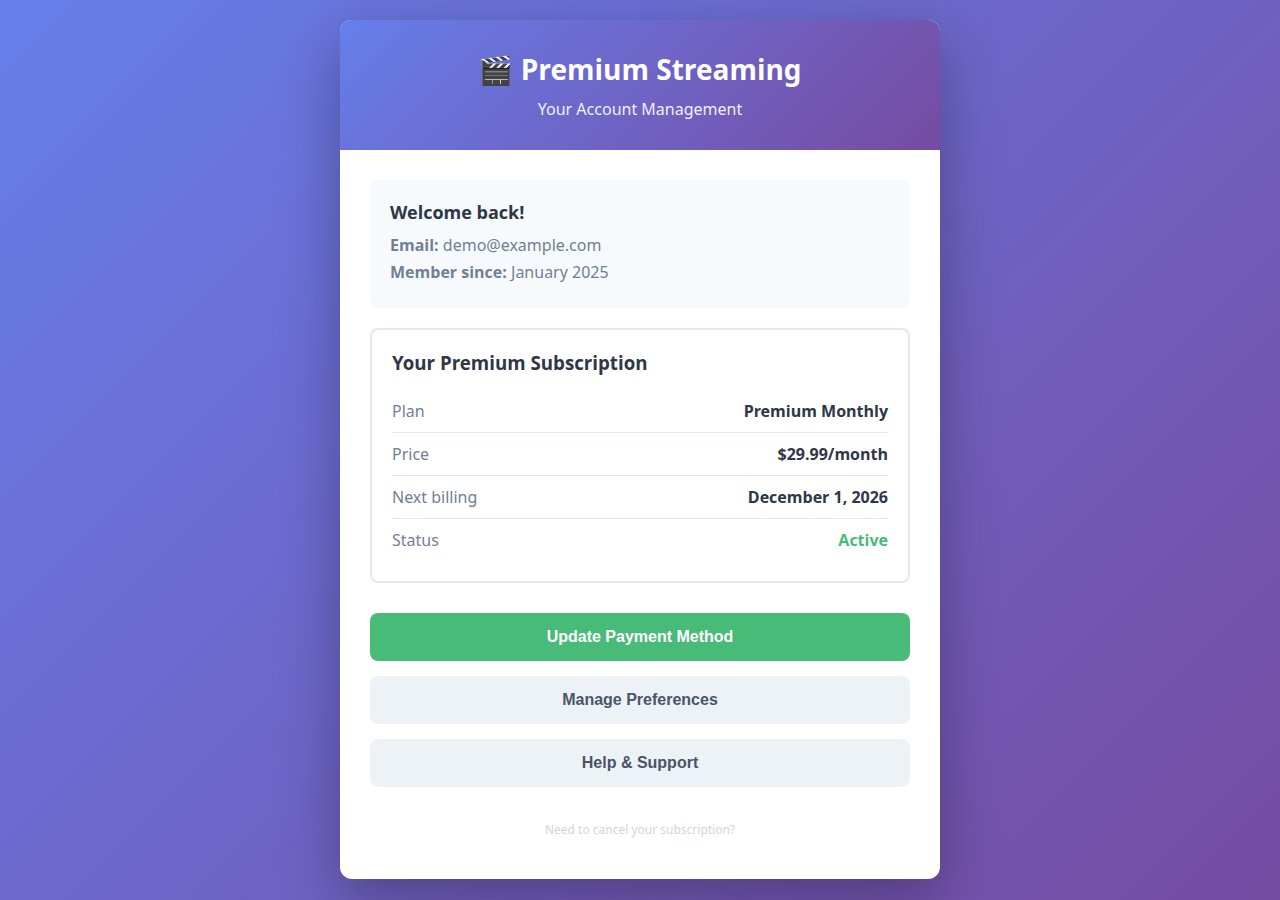 🎬 Premium Streaming
Your Account Management
Welcome back!
Email: demo@example.com
Member since: January 2025
Your Premium Subscription
Plan Premium Monthly
Price $29.99/month
Next billing December 1, 2026
Status Active
Update Payment Method
Manage Preferences
Help & Support
Need to cancel your subscription?